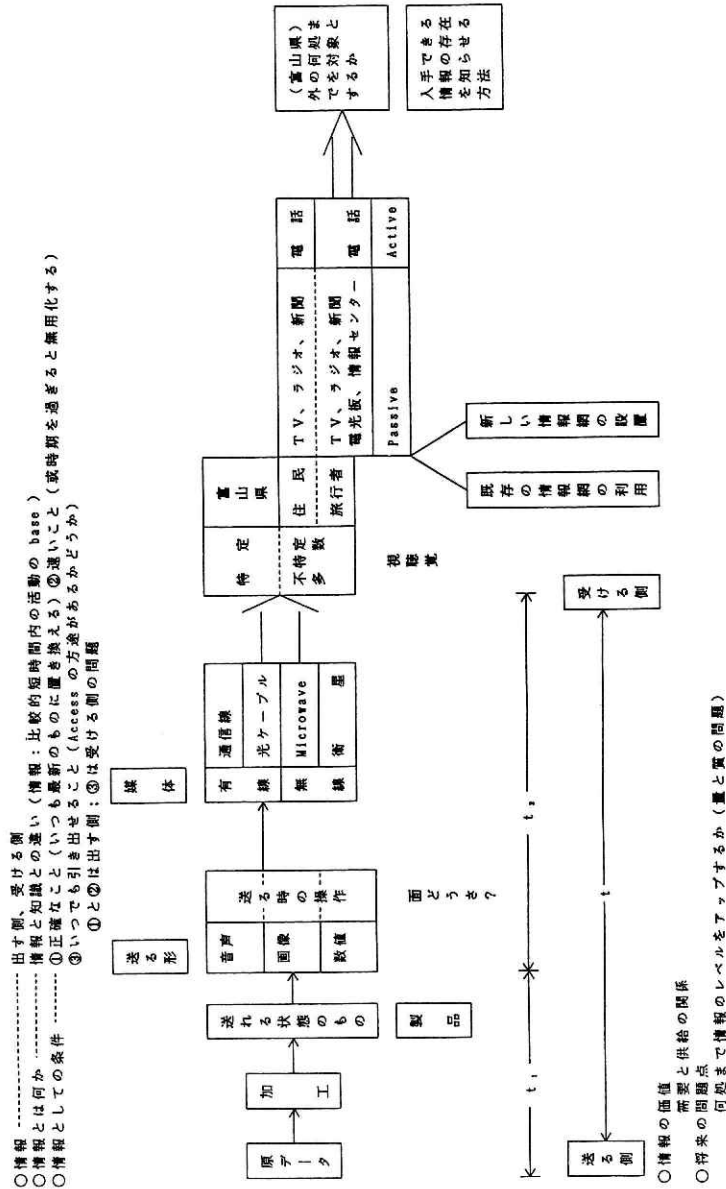 ○情報 ---------------- 出す側、受ける側
○情報とは何か ------------ 情報と知識との違い(情報:比較的短時間内の活動の base)
○情報としての条件 ------ ①正確なこと(いつも最新のものに置き換える)②速いこと(或時期を過ぎると無用化する)
③いつでも引き出せること(Access の方途があるかどうか)
①と②は出す側;③は受ける側の問題
原データ
加工
送れる状態のもの
製品
送る形
音声
画像
数値
送る時の操作
面どうさ?
媒体
有線
無線
通信線
光ケーブル
Microwave
衛星
特定
不特定多数
視聴覚
富山県
住民
旅行者
TV、ラジオ、新聞
TV、ラジオ、新聞
電光板、情報センター
Passive
電話
電話
Active
既存の情報網の利用
新しい情報網の設置
(富山県)
外の何処ま
でを対象と
するか
入手できる
情報の存在
を知らせる
方法
t₁
t₂
送る側
t
受ける側
○情報の価値
需要と供給の関係
○将来の問題点
何処まで情報のレベルをアップするか(量と質の問題)